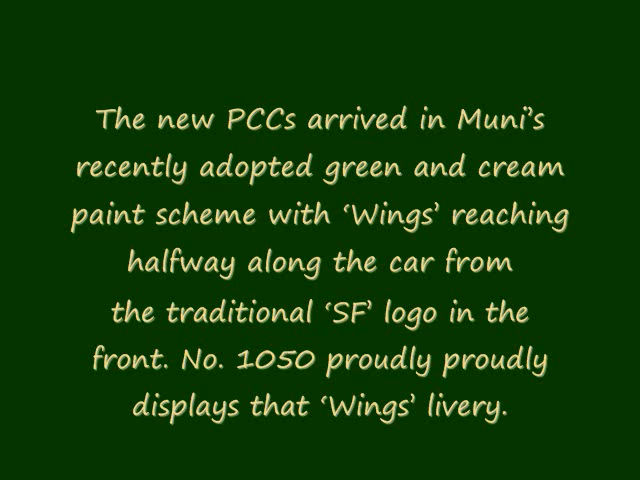 The new PCCs arrived in Muni’s
recently adopted green and cream
paint scheme with ‘Wings’ reaching
halfway along the car from
the traditional ‘SF’ logo in the
front. No. 1050 proudly proudly
displays that ‘Wings’ livery.